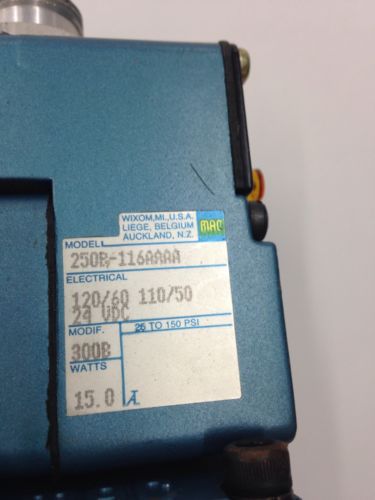 WIXOM, MI., U.S.A.
LIEGE, BELGIUM
AUCKLAND, N.Z.
MAC
MODEL
250B-116AAAA
ELECTRICAL
120/60 110/50
24 VDC
MODIF.
25 TO 150 PSI
300B
WATTS
15.0